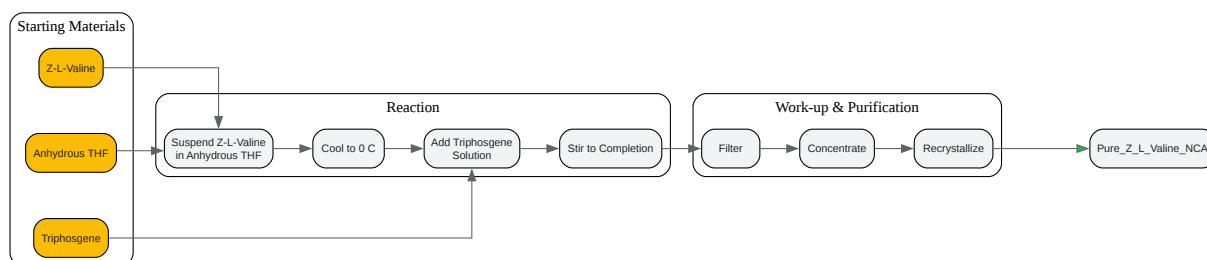 Starting Materials
Z-L-Valine
Anhydrous THF
Triphosgene
Reaction
Suspend Z-L-Valine
in Anhydrous THF
Cool to 0 C
Add Triphosgene
Solution
Stir to Completion
Work-up & Purification
Filter
Concentrate
Recrystallize
Pure_Z_L_Valine_NCA